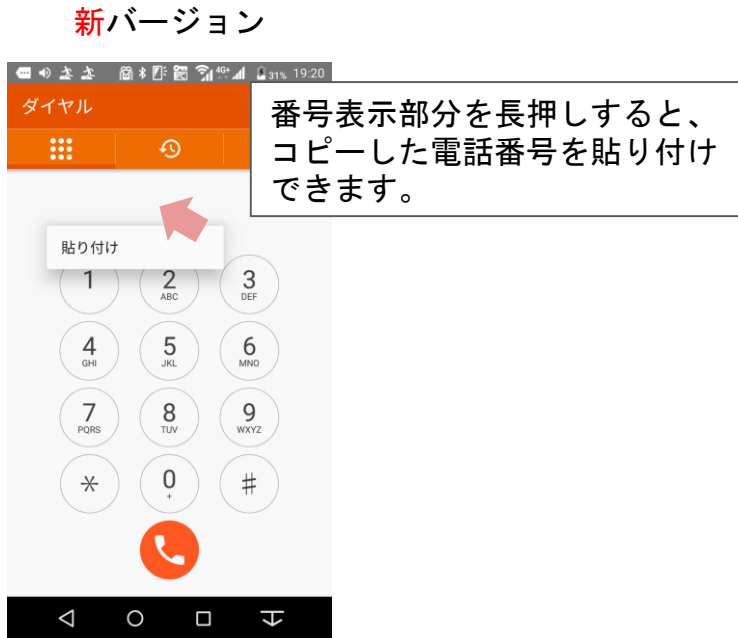 新バージョン
4G+ 31% 19:20
ダイヤル
番号表示部分を長押しすると、
コピーした電話番号を貼り付け
できます。
貼り付け
1 2 3
ABC DEF
4 5 6
GHI JKL MNO
7 8 9
PQRS TUV WXYZ
* 0 #
+